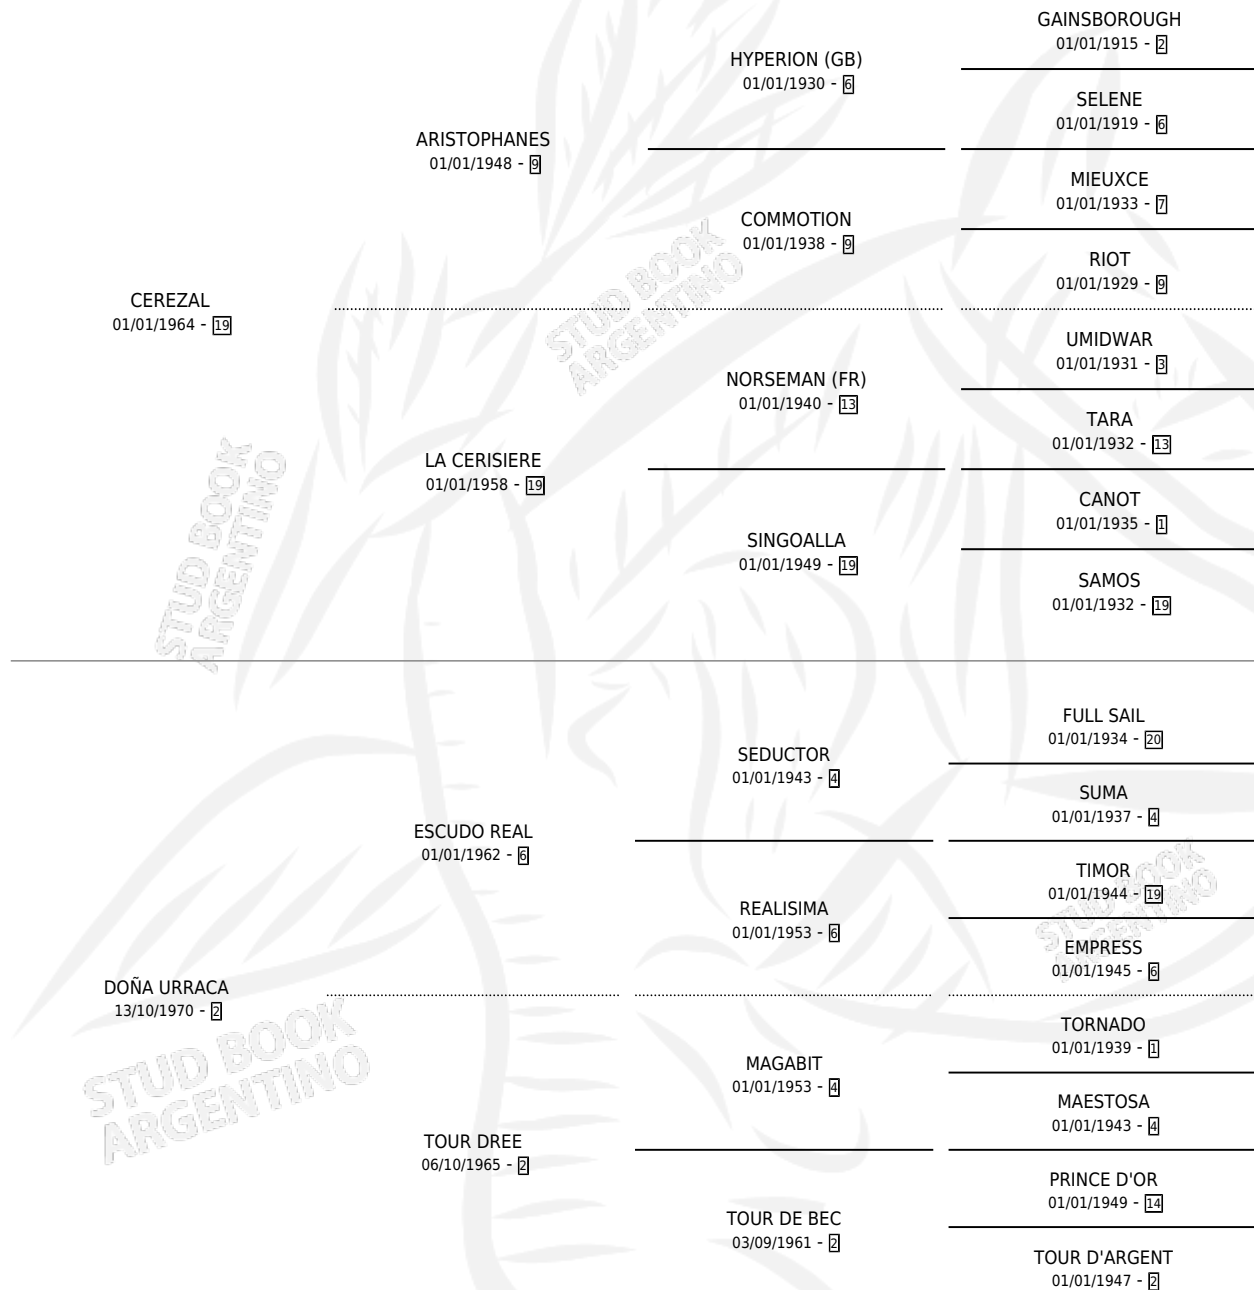 GAINSBOROUGH
01/01/1915 - 2
HYPERION (GB)
01/01/1930 - 6
SELENE
01/01/1919 - 6
ARISTOPHANES
01/01/1948 - 9
MIEUXCE
01/01/1933 - 7
COMMOTION
01/01/1938 - 9
RIOT
01/01/1929 - 9
CEREZAL
01/01/1964 - 19
STUD BOOK
ARGENTINO
UMIDWAR
01/01/1931 - 3
NORSEMAN (FR)
01/01/1940 - 13
TARA
01/01/1932 - 13
LA CERISIERE
01/01/1958 - 19
CANOT
01/01/1935 - 1
SINGOALLA
01/01/1949 - 19
SAMOS
01/01/1932 - 19
STUD BOOK
ARGENTINO
FULL SAIL
01/01/1934 - 20
SEDUCTOR
01/01/1943 - 4
SUMA
01/01/1937 - 4
ESCUDO REAL
01/01/1962 - 6
TIMOR
01/01/1944 - 19
REALISIMA
01/01/1953 - 6
STUD BOOK
ARGENTINO
EMPRESS
01/01/1945 - 6
DOÑA URRACA
13/10/1970 - 2
STUD BOOK
ARGENTINO
TORNADO
01/01/1939 - 1
MAGABIT
01/01/1953 - 4
MAESTOSA
01/01/1943 - 4
TOUR DREE
06/10/1965 - 2
PRINCE D'OR
01/01/1949 - 14
TOUR DE BEC
03/09/1961 - 2
TOUR D'ARGENT
01/01/1947 - 2